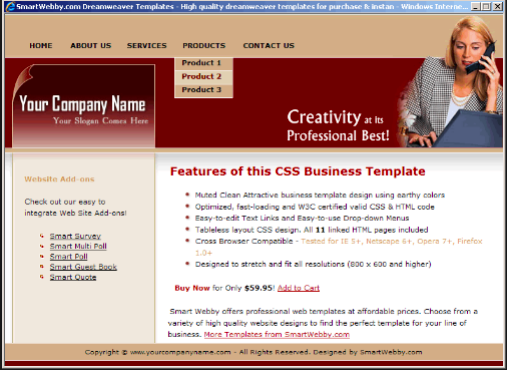 SmartWebby.com Dreamweaver Templates - High quality dreamweaver templates for purchase & instan - Windows Interne...
HOME ABOUT US SERVICES PRODUCTS CONTACT US
Product 1
Product 2
Product 3
Your Company Name
Your Slogan Comes Here
Creativity at its
Professional Best!
Website Add-ons
Check out our easy to
integrate Web Site Add-ons!
Smart Survey
Smart Multi Poll
Smart Poll
Smart Guest Book
Smart Quote
Features of this CSS Business Template
Muted Clean Attractive business template design using earthy colors
Optimized, fast-loading and W3C certified valid CSS & HTML code
Easy-to-edit Text Links and Easy-to-use Drop-down Menus
Tableless layout CSS design. All 11 linked HTML pages included
Cross Browser Compatible - Tested for IE 5+, Netscape 6+, Opera 7+, Firefox
1.0+
Designed to stretch and fit all resolutions (800 x 600 and higher)
Buy Now for Only $59.95! Add to Cart
Smart Webby offers professional web templates at affordable prices. Choose from a
variety of high quality website designs to find the perfect template for your line of
business. More Templates from SmartWebby.com
Copyright © www.yourcompanyname.com - All Rights Reserved. Designed by SmartWebby.com